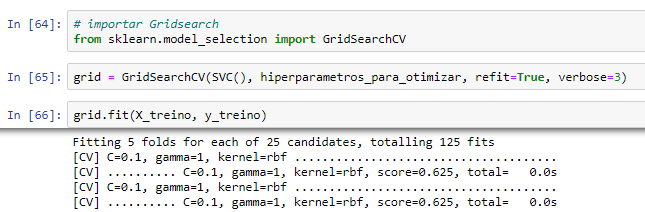 In [64]: # importar Gridsearch
from sklearn.model_selection import GridSearchCV
In [65]: grid = GridSearchCV(SVC(), hiperparametros_para_otimizar, refit=True, verbose=3)
In [66]: grid.fit(X_treino, y_treino)
Fitting 5 folds for each of 25 candidates, totalling 125 fits
[CV] C=0.1, gamma=1, kernel=rbf .....................................
[CV] .......... C=0.1, gamma=1, kernel=rbf, score=0.625, total=   0.0s
[CV] C=0.1, gamma=1, kernel=rbf .....................................
[CV] .......... C=0.1, gamma=1, kernel=rbf, score=0.625, total=   0.0s